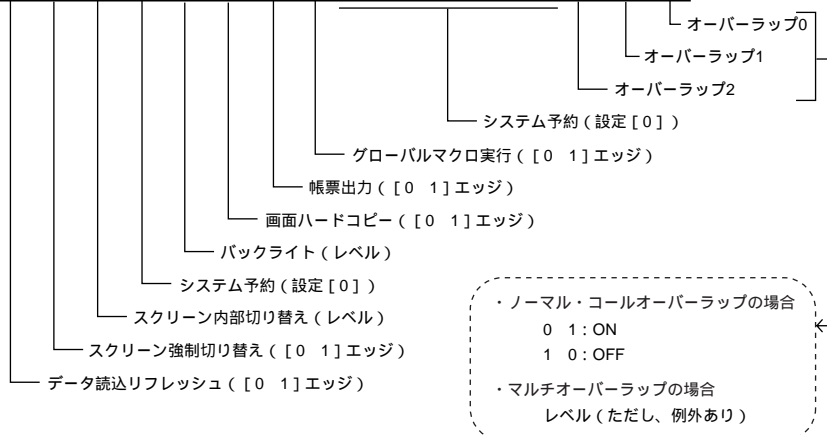 オーバーラップ0
オーバーラップ1
オーバーラップ2
システム予約(設定[0])
グローバルマクロ実行([0 1]エッジ)
帳票出力([0 1]エッジ)
画面ハードコピー([0 1]エッジ)
バックライト(レベル)
システム予約(設定[0])
スクリーン内部切り替え(レベル)
スクリーン強制切り替え([0 1]エッジ)
データ読込リフレッシュ([0 1]エッジ)
・ノーマル・コールオーバーラップの場合
0 1:ON
1 0:OFF
・マルチオーバーラップの場合
レベル(ただし、例外あり)